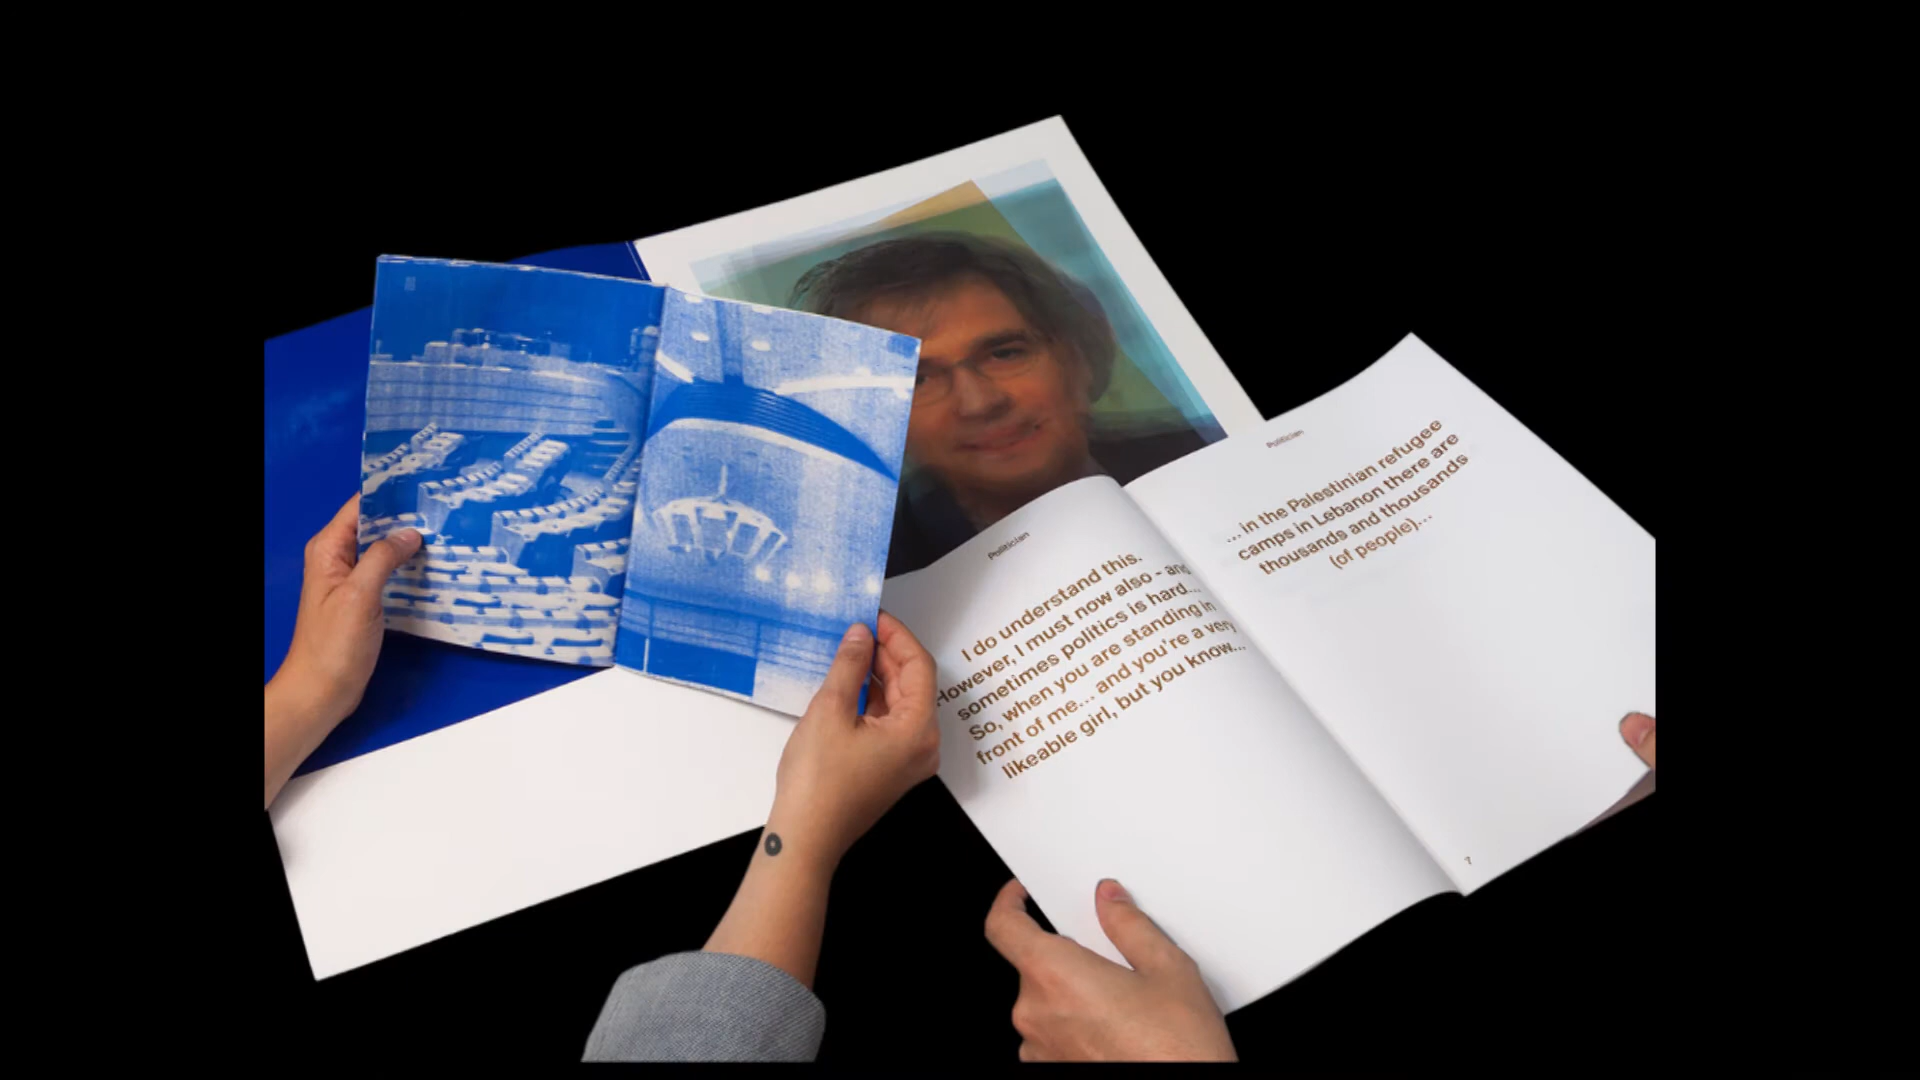 Politician
I do understand this.
However, I must now also - and
sometimes politics is hard...
So, when you are standing in
front of me... and you're a very
likeable girl, but you know...
Politician
... in the Palestinian refugee
camps in Lebanon there are
thousands and thousands
(of people)...
7